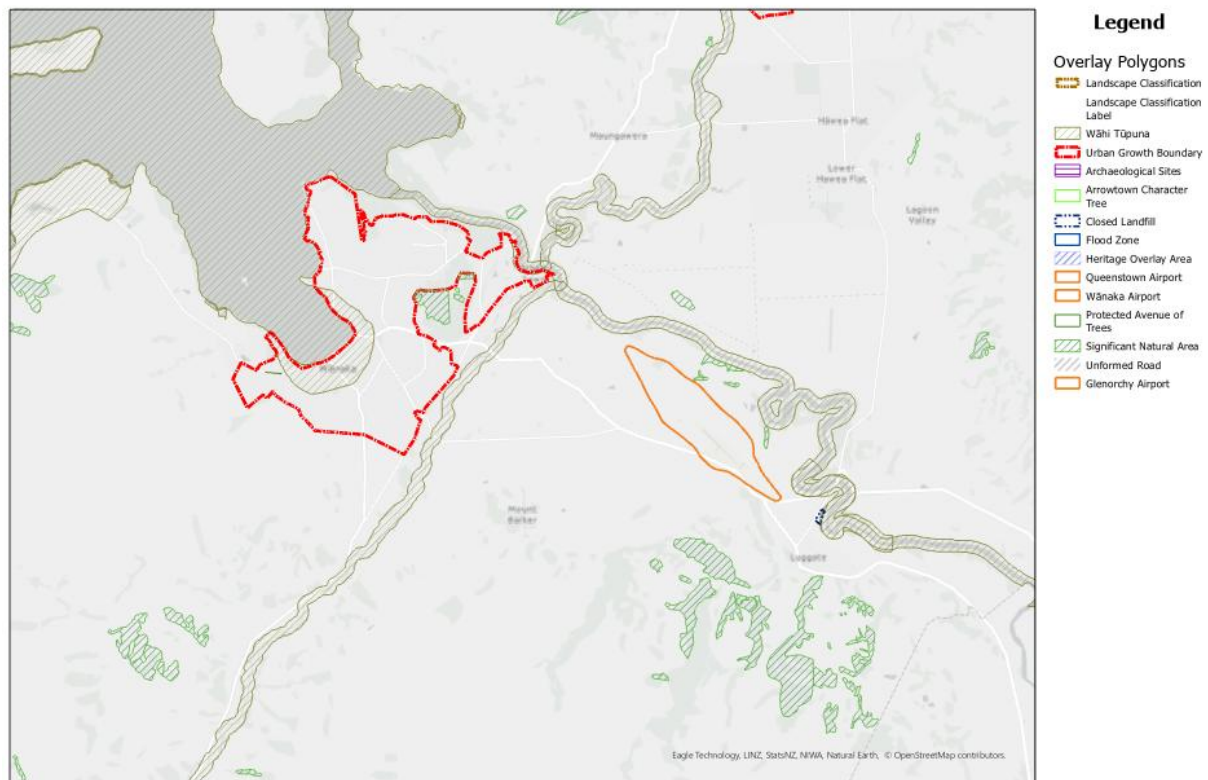 Legend
Overlay Polygons
Landscape Classification
Landscape Classification
Label
Wāhi Tūpuna
Urban Growth Boundary
Archaeological Sites
Arrowtown Character
Tree
Closed Landfill
Flood Zone
Heritage Overlay Area
Queenstown Airport
Wānaka Airport
Protected Avenue of
Trees
Significant Natural Area
Unformed Road
Glenorchy Airport
Maungawera
Hāwea Flat
Lower
Hawea Flat
Lagoon
Valley
Wānaka
Mount
Barker
Luggate
Eagle Technology, LINZ, StatsNZ, NIWA, Natural Earth, © OpenStreetMap contributors.